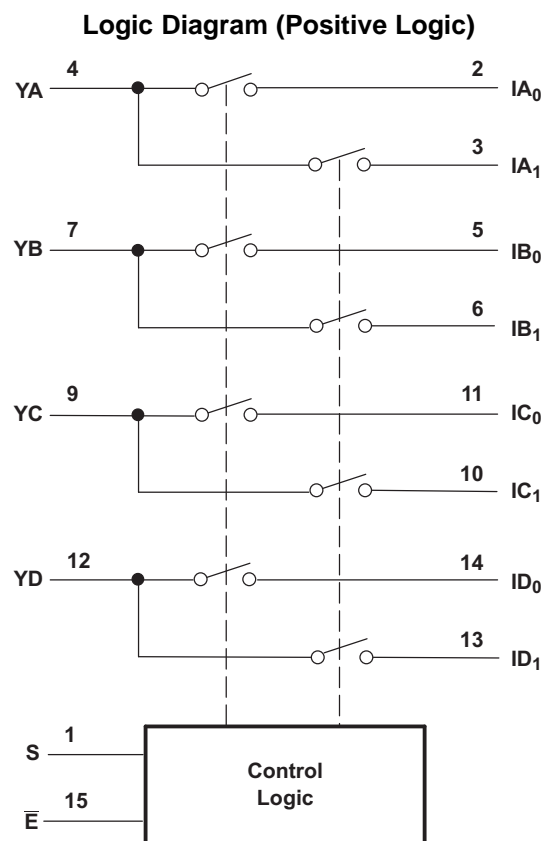 Logic Diagram (Positive Logic)
YA 4 2 IA0
3 IA1
YB 7 5 IB0
6 IB1
YC 9 11 IC0
10 IC1
YD 12 14 ID0
13 ID1
S 1
E̅ 15
Control
Logic